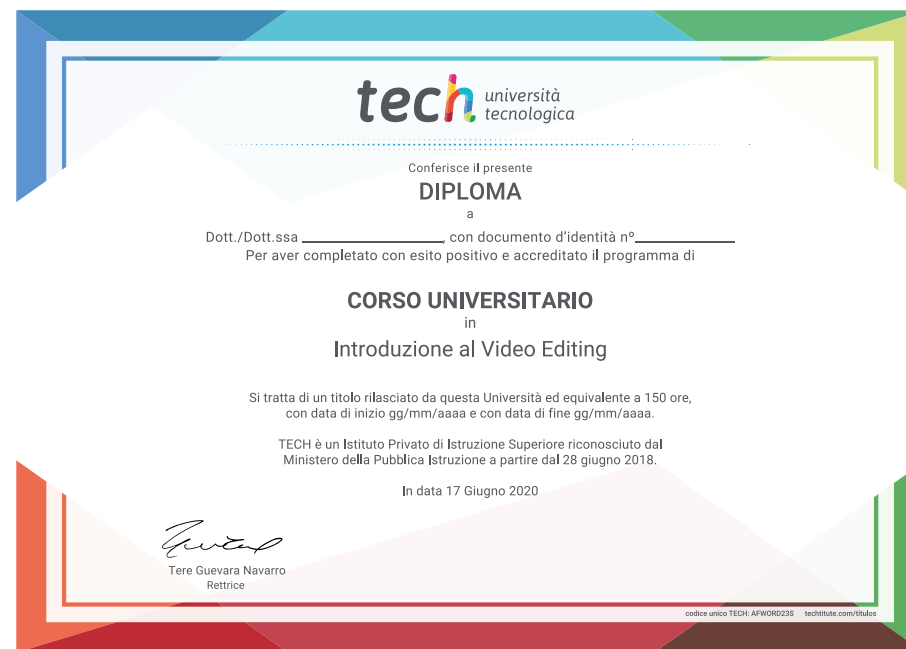 tech università
tecnologica
Conferisce il presente
DIPLOMA
a
Dott./Dott.ssa ____________________, con documento d'identità nº______________
Per aver completato con esito positivo e accreditato il programma di
CORSO UNIVERSITARIO
in
Introduzione al Video Editing
Si tratta di un titolo rilasciato da questa Università ed equivalente a 150 ore,
con data di inizio gg/mm/aaaa e con data di fine gg/mm/aaaa.
TECH è un Istituto Privato di Istruzione Superiore riconosciuto dal
Ministero della Pubblica Istruzione a partire dal 28 giugno 2018.
In data 17 Giugno 2020
Tere Guevara Navarro
Rettrice
codice unico TECH: AFWORD23S techtitute.com/titulos